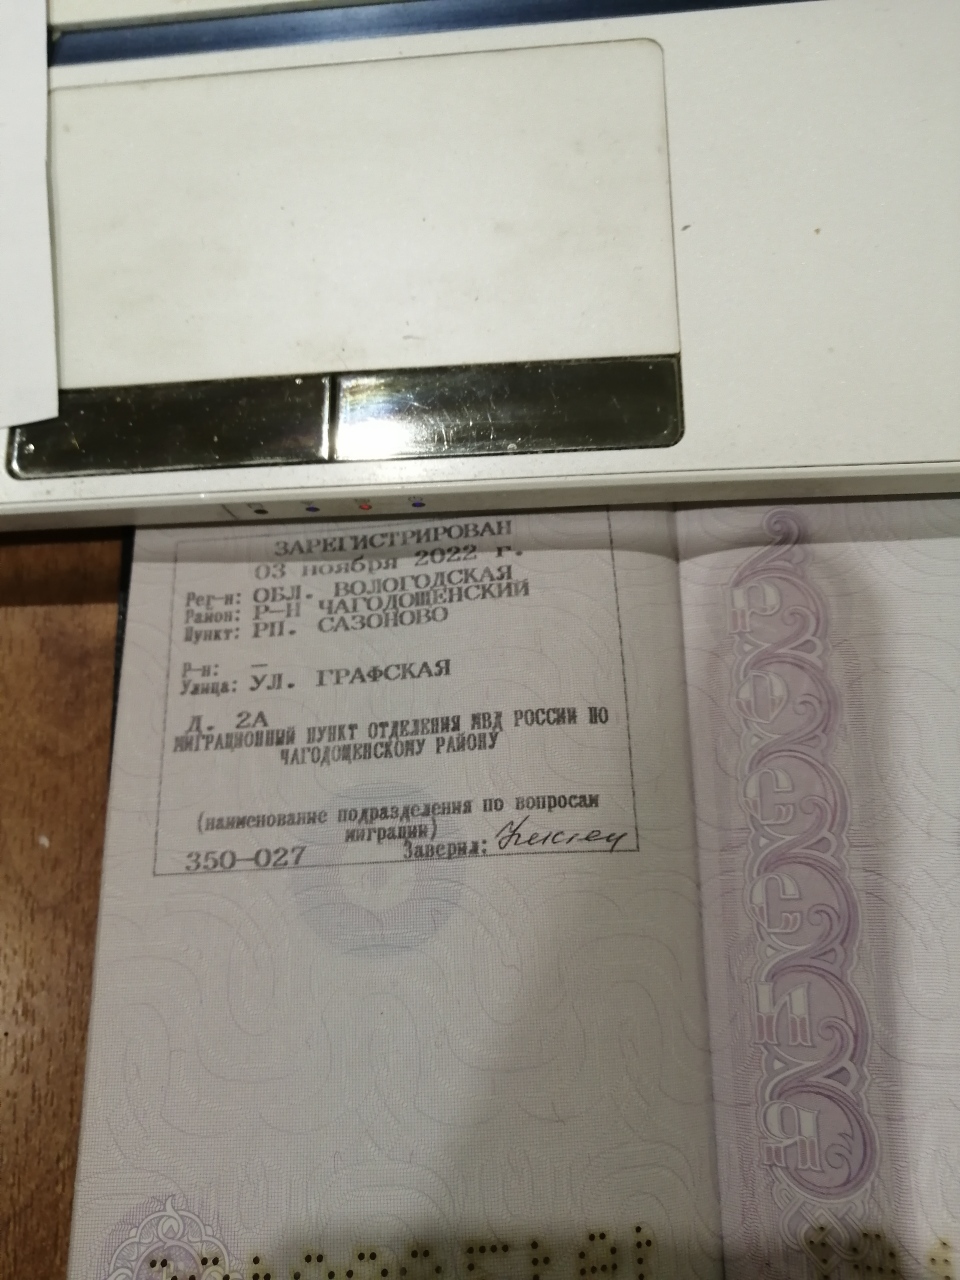 ЗАРЕГИСТРИРОВАН
03 ноября 2022 г.
Рег-н: ОБЛ. ВОЛОГОДСКАЯ
Район: Р-Н ЧАГОДОЩЕНСКИЙ
Пункт: РП. САЗОНОВО
Р-н: –
Улица: УЛ. ГРАФСКАЯ
Д. 2А
МИГРАЦИОННЫЙ ПУНКТ ОТДЕЛЕНИЯ МВД РОССИИ ПО
ЧАГОДОЩЕНСКОМУ РАЙОНУ
(наименование подразделения по вопросам
миграции)
350-027 Заверил: